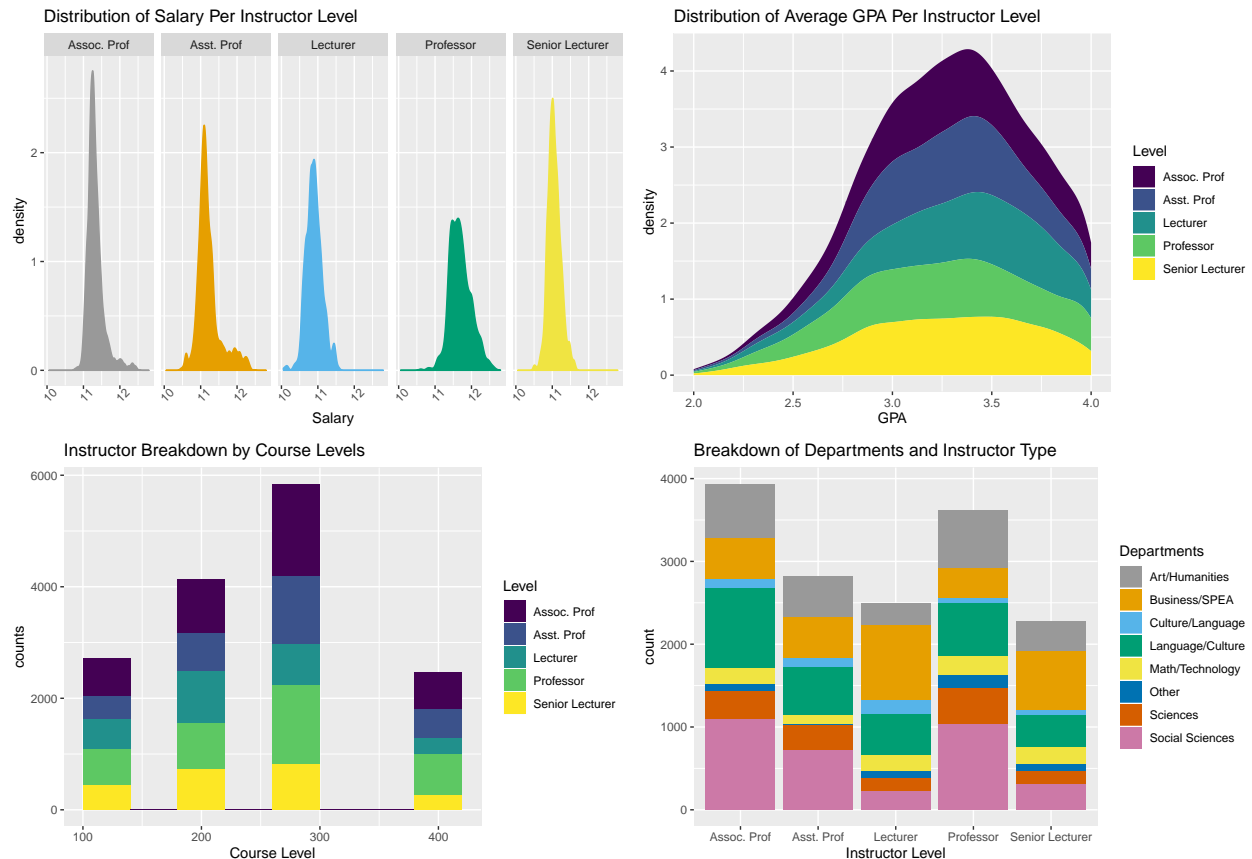 Distribution of Salary Per Instructor Level
Assoc. Prof
Asst. Prof
Lecturer
Professor
Senior Lecturer
density
0
1
2
10
11
12
10
11
12
10
11
12
10
11
12
10
11
12
Salary
Distribution of Average GPA Per Instructor Level
density
4
3
2
1
0
2.0
2.5
3.0
3.5
4.0
GPA
Level
Assoc. Prof
Asst. Prof
Lecturer
Professor
Senior Lecturer
Instructor Breakdown by Course Levels
counts
6000
4000
2000
0
100
200
300
400
Course Level
Level
Assoc. Prof
Asst. Prof
Lecturer
Professor
Senior Lecturer
Breakdown of Departments and Instructor Type
count
4000
3000
2000
1000
0
Assoc. Prof
Asst. Prof
Lecturer
Professor
Senior Lecturer
Instructor Level
Departments
Art/Humanities
Business/SPEA
Culture/Language
Language/Culture
Math/Technology
Other
Sciences
Social Sciences